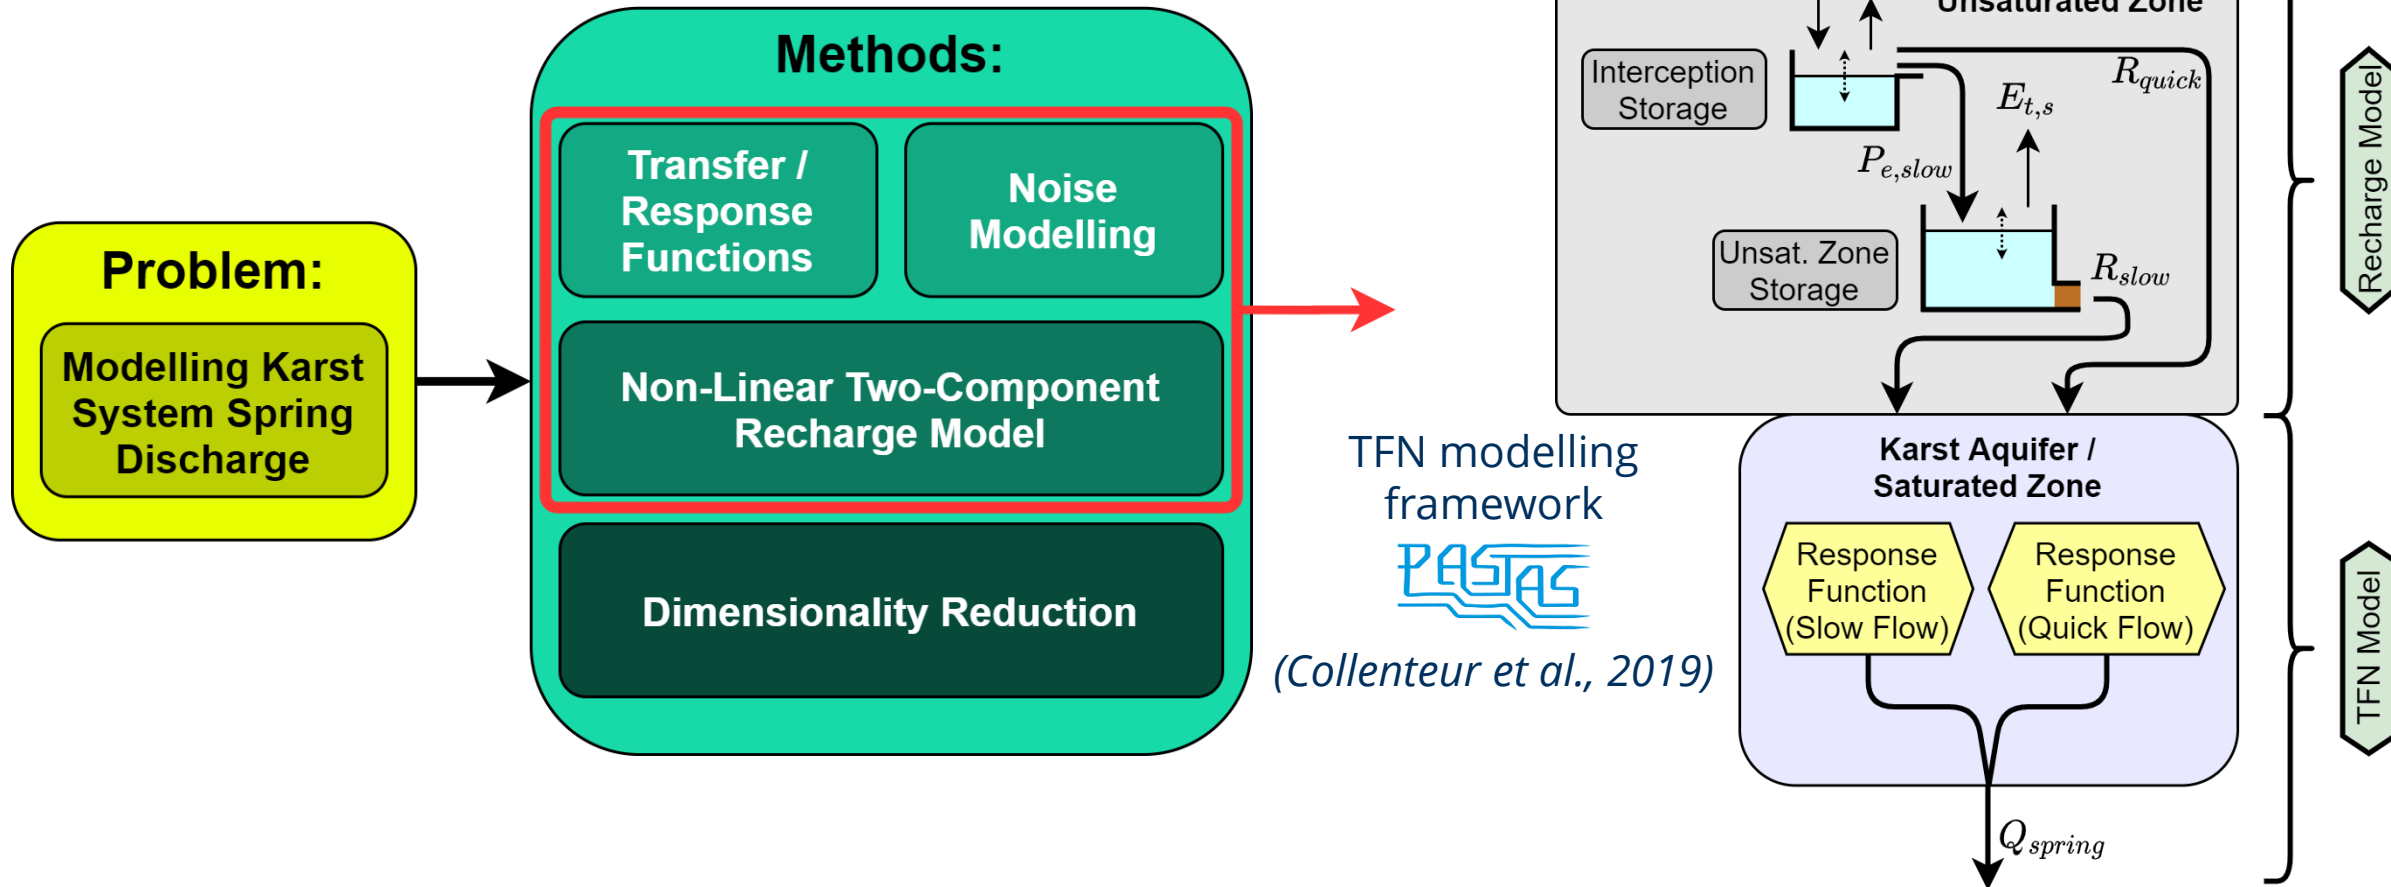 Problem:
Modelling Karst
System Spring
Discharge
Methods:
Transfer /
Response
Functions
Noise
Modelling
Non-Linear Two-Component
Recharge Model
Dimensionality Reduction
TFN modelling
framework
PASTAS
(Collenteur et al., 2019)
Unsaturated Zone
Interception
Storage
R_quick
E_t,s
P_e,slow
Unsat. Zone
Storage
R_slow
Karst Aquifer /
Saturated Zone
Response
Function
(Slow Flow)
Response
Function
(Quick Flow)
Q_spring
Recharge Model
TFN Model